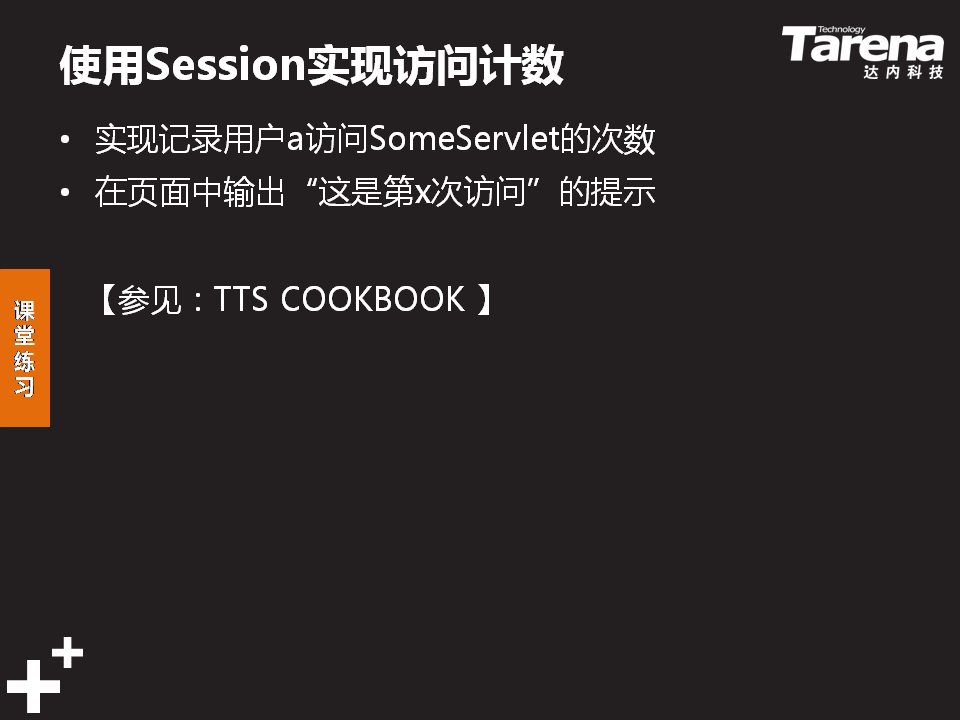 使用Session实现访问计数
Technology
Tarena
达内科技
• 实现记录用户a访问SomeServlet的次数
• 在页面中输出“这是第x次访问”的提示
【参见：TTS COOKBOOK 】
课堂练习